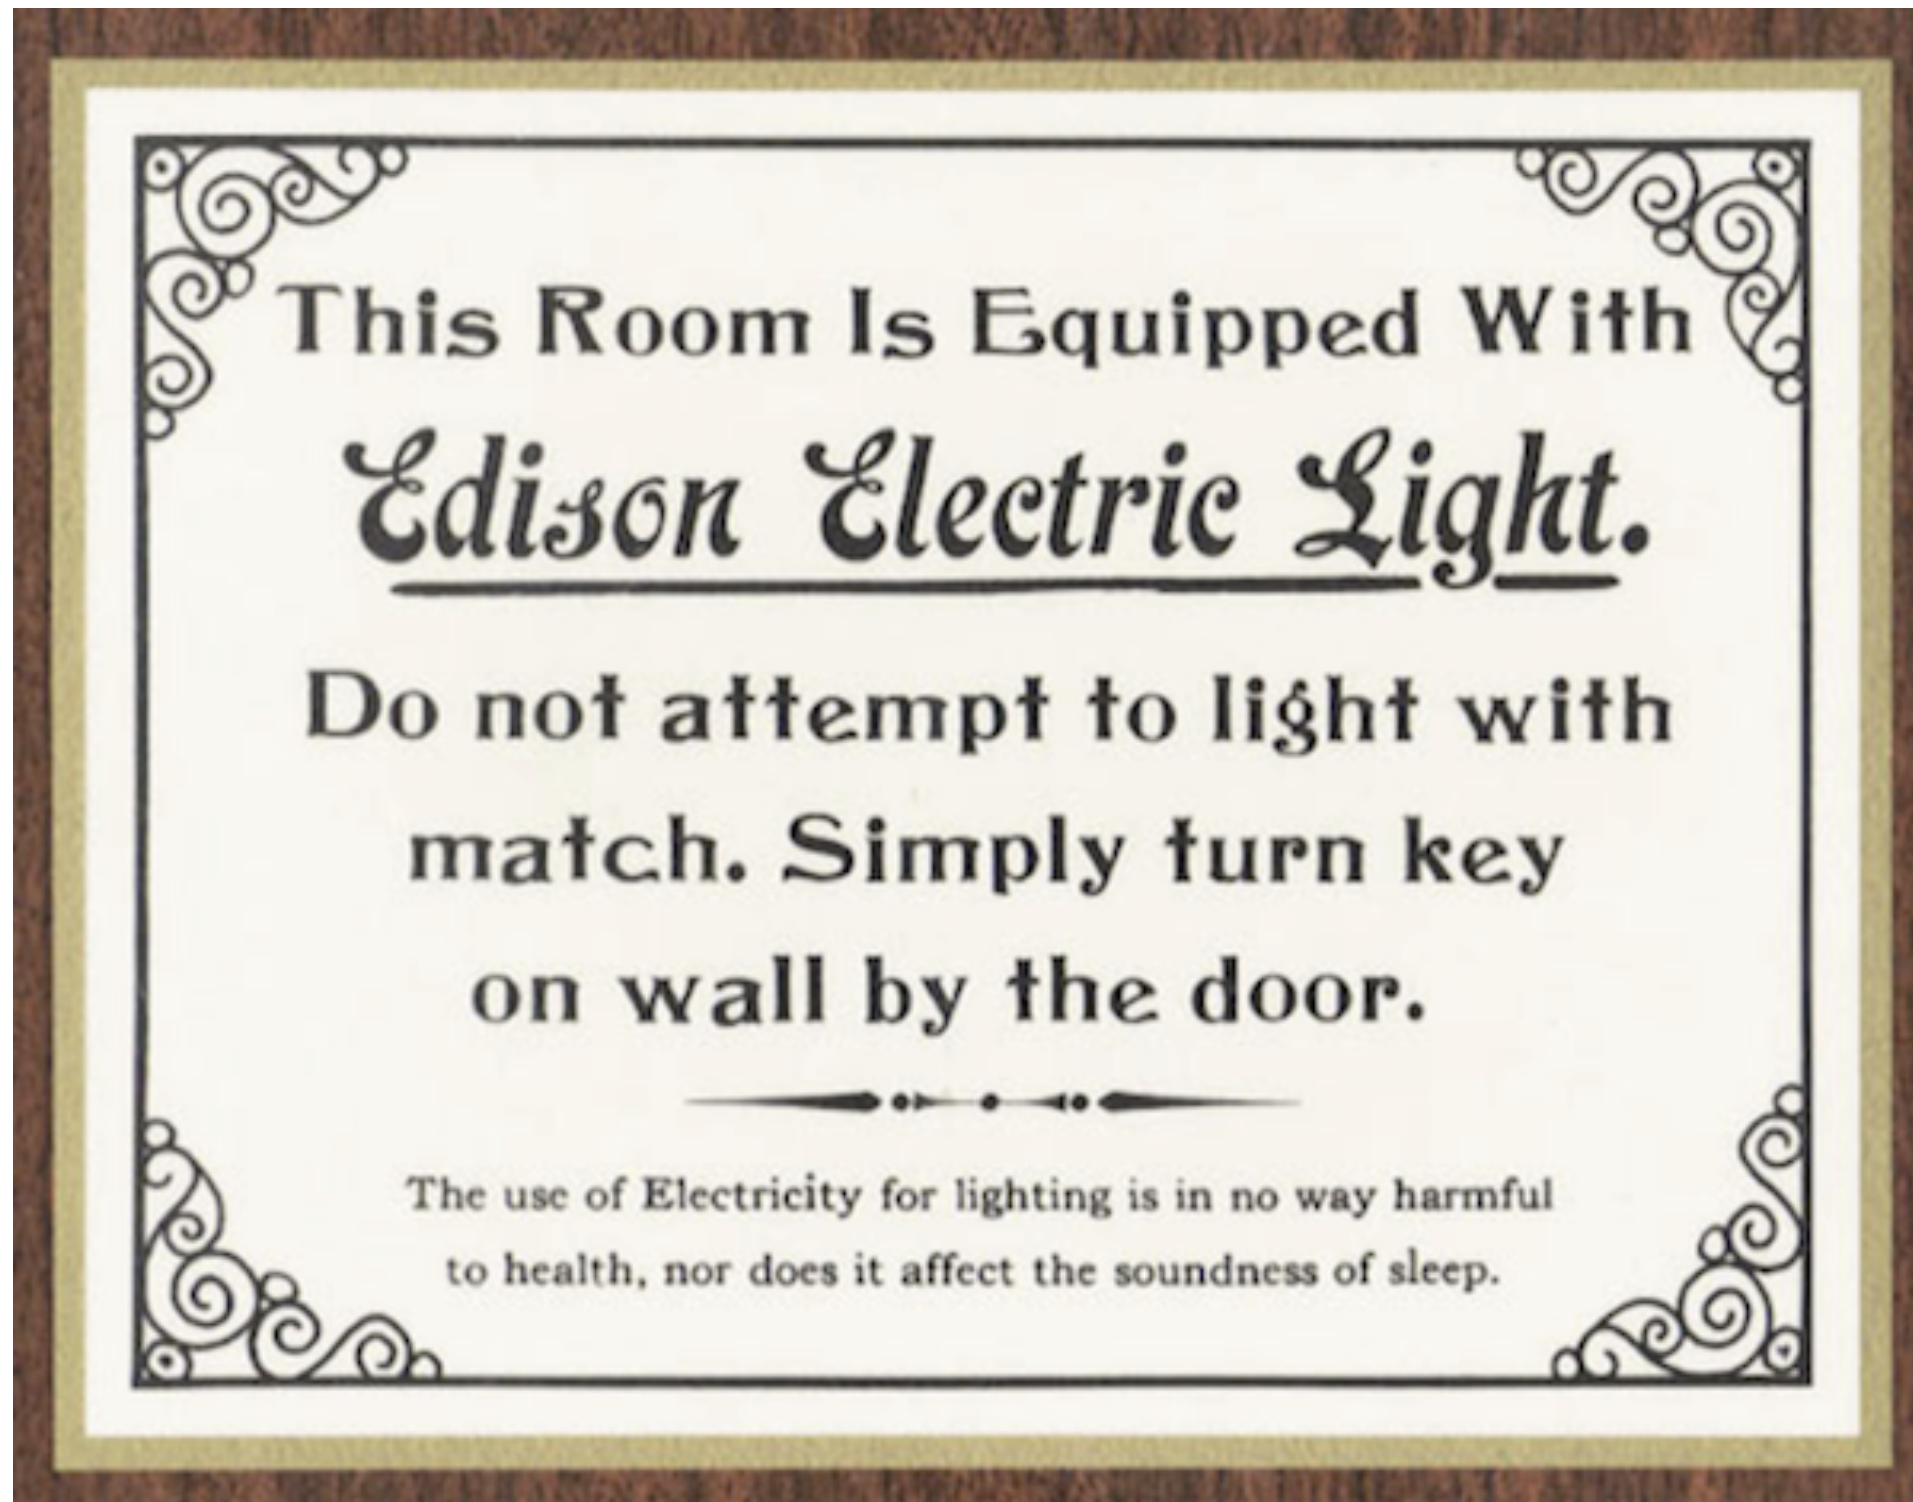 This Room Is Equipped With
Edison Electric Light.
Do not attempt to light with
match. Simply turn key
on wall by the door.
The use of Electricity for lighting is in no way harmful
to health, nor does it affect the soundness of sleep.